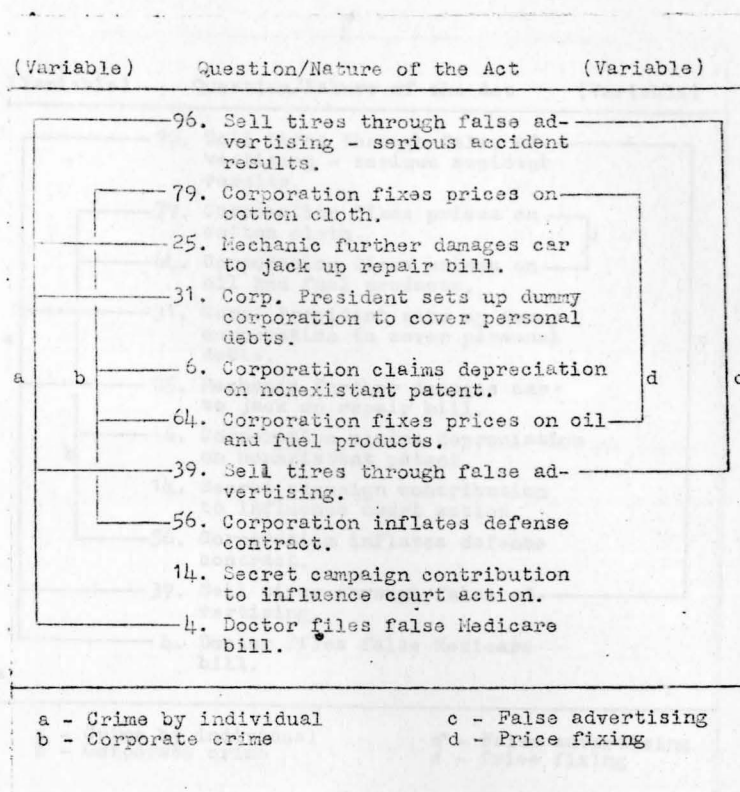 (Variable) Question/Nature of the Act (Variable)
96. Sell tires through false ad-
vertising - serious accident
results.
79. Corporation fixes prices on
cotton cloth.
25. Mechanic further damages car
to jack up repair bill.
31. Corp. President sets up dummy
corporation to cover personal
debts.
a b 6. Corporation claims depreciation d c
on nonexistant patent.
64. Corporation fixes prices on oil
and fuel products.
39. Sell tires through false ad-
vertising.
56. Corporation inflates defense
contract.
14. Secret campaign contribution
to influence court action.
4. Doctor files false Medicare
bill.
a - Crime by individual c - False advertising
b - Corporate crime d - Price fixing